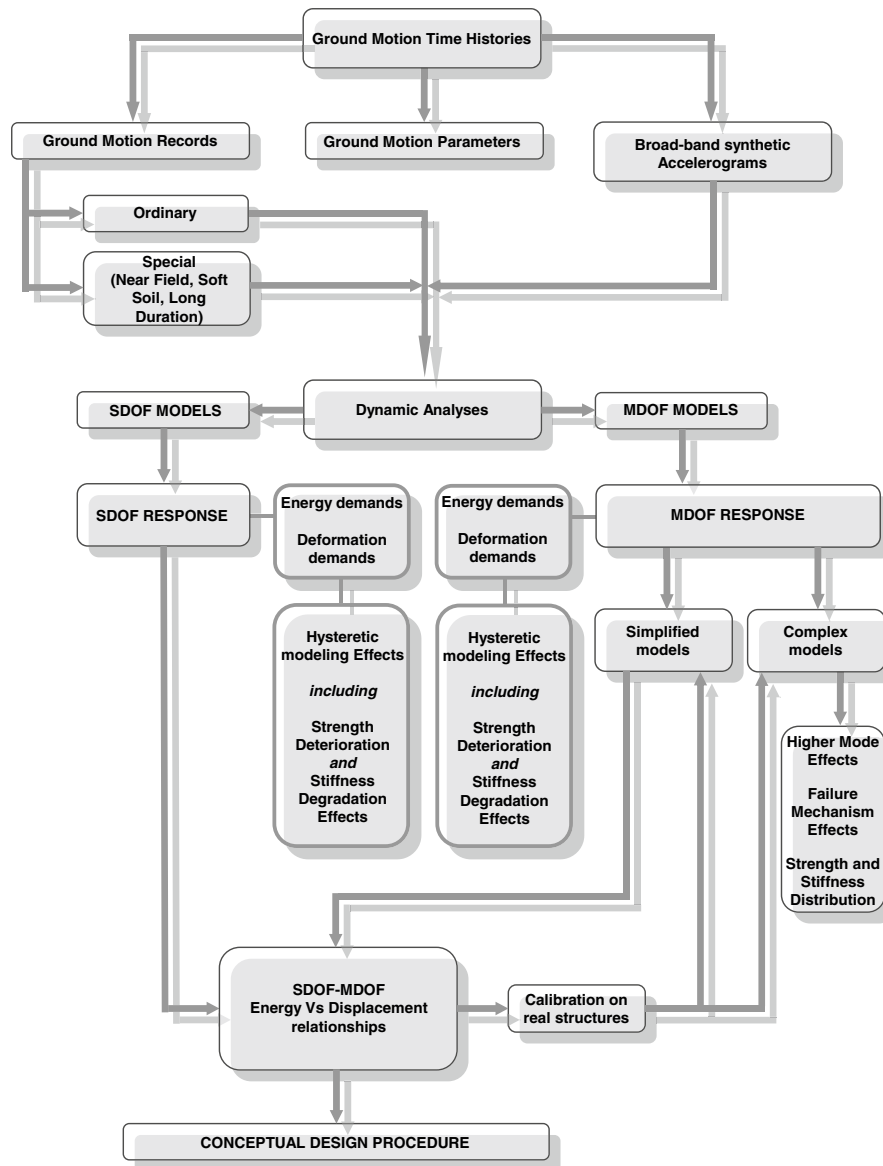 Ground Motion Time Histories
Ground Motion Records
Ground Motion Parameters
Broad-band synthetic
Accelerograms
Ordinary
Special
(Near Field, Soft
Soil, Long
Duration)
SDOF MODELS
Dynamic Analyses
MDOF MODELS
SDOF RESPONSE
Energy demands
Deformation
demands
Energy demands
Deformation
demands
MDOF RESPONSE
Hysteretic
modeling Effects
including
Strength
Deterioration
and
Stiffness
Degradation
Effects
Hysteretic
modeling Effects
including
Strength
Deterioration
and
Stiffness
Degradation
Effects
Simplified
models
Complex
models
Higher Mode
Effects
Failure
Mechanism
Effects
Strength and
Stiffness
Distribution
SDOF-MDOF
Energy Vs Displacement
relationships
Calibration on
real structures
CONCEPTUAL DESIGN PROCEDURE